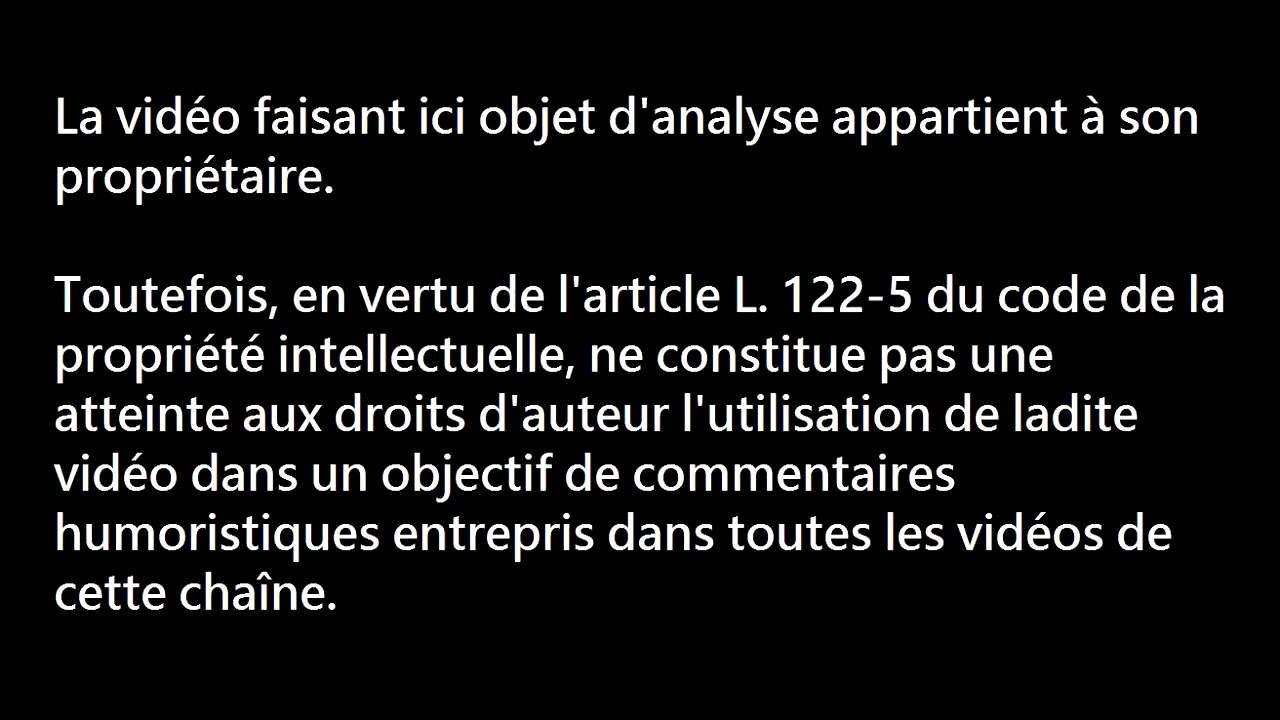 La vidéo faisant ici objet d'analyse appartient à son
propriétaire.
Toutefois, en vertu de l'article L. 122-5 du code de la
propriété intellectuelle, ne constitue pas une
atteinte aux droits d'auteur l'utilisation de ladite
vidéo dans un objectif de commentaires
humoristiques entrepris dans toutes les vidéos de
cette chaîne.